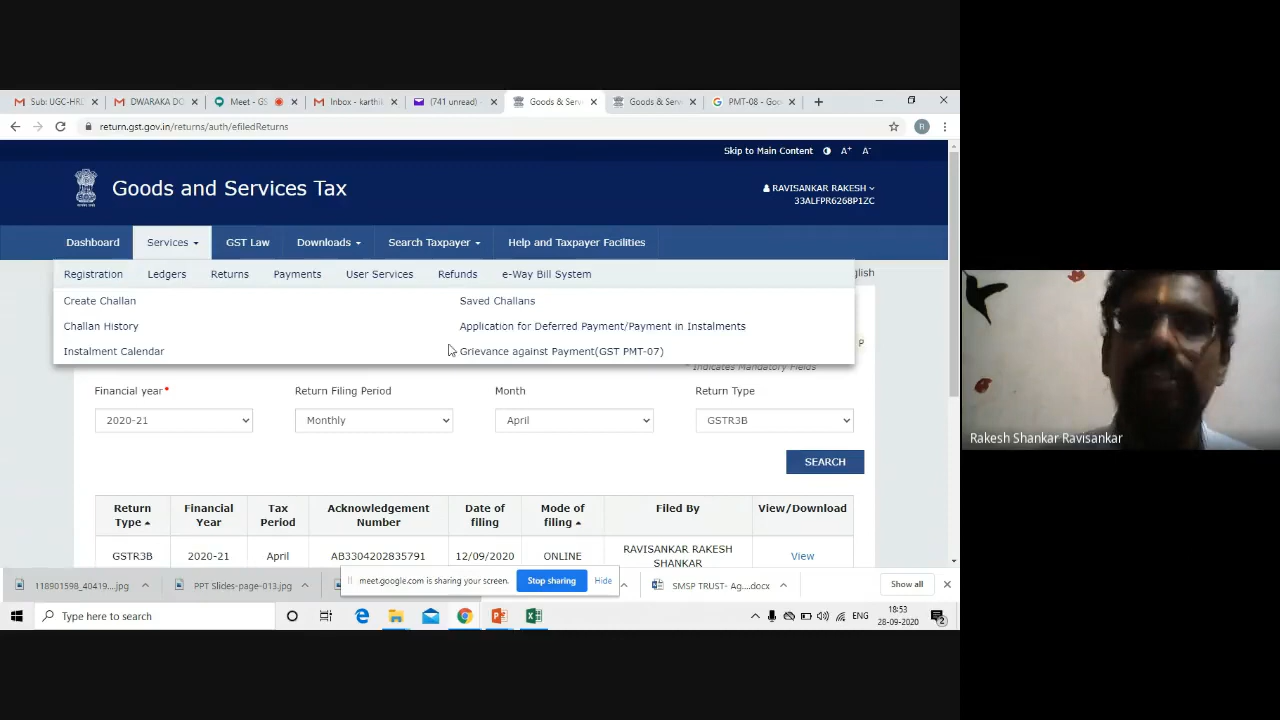 Sub: UGC-HRD
DWARAKA DO
Meet - GS
Inbox - karthik
(741 unread) -
Goods & Serv
Goods & Serv
PMT-08 - Goo
return.gst.gov.in/returns/auth/efiledReturns
Skip to Main Content A+ A-
Goods and Services Tax
RAVISANKAR RAKESH
33ALFPR6268P1ZC
Dashboard Services GST Law Downloads Search Taxpayer Help and Taxpayer Facilities
Registration Ledgers Returns Payments User Services Refunds e-Way Bill System
glish
Create Challan Saved Challans
Challan History Application for Deferred Payment/Payment in Instalments
Instalment Calendar Grievance against Payment(GST PMT-07)
• Indicates Mandatory Fields
Financial year• Return Filing Period Month Return Type
2020-21 Monthly April GSTR3B
SEARCH
Return Type Financial Year Tax Period Acknowledgement Number Date of filing Mode of filing Filed By View/Download
GSTR3B 2020-21 April AB3304202835791 12/09/2020 ONLINE RAVISANKAR RAKESH SHANKAR View
118901598_40419....jpg
PPT Slides-page-013.jpg
meet.google.com is sharing your screen. Stop sharing Hide
SMSP TRUST- Ag....docx
Show all
Type here to search
ENG
18:53
28-09-2020
2
Rakesh Shankar Ravisankar